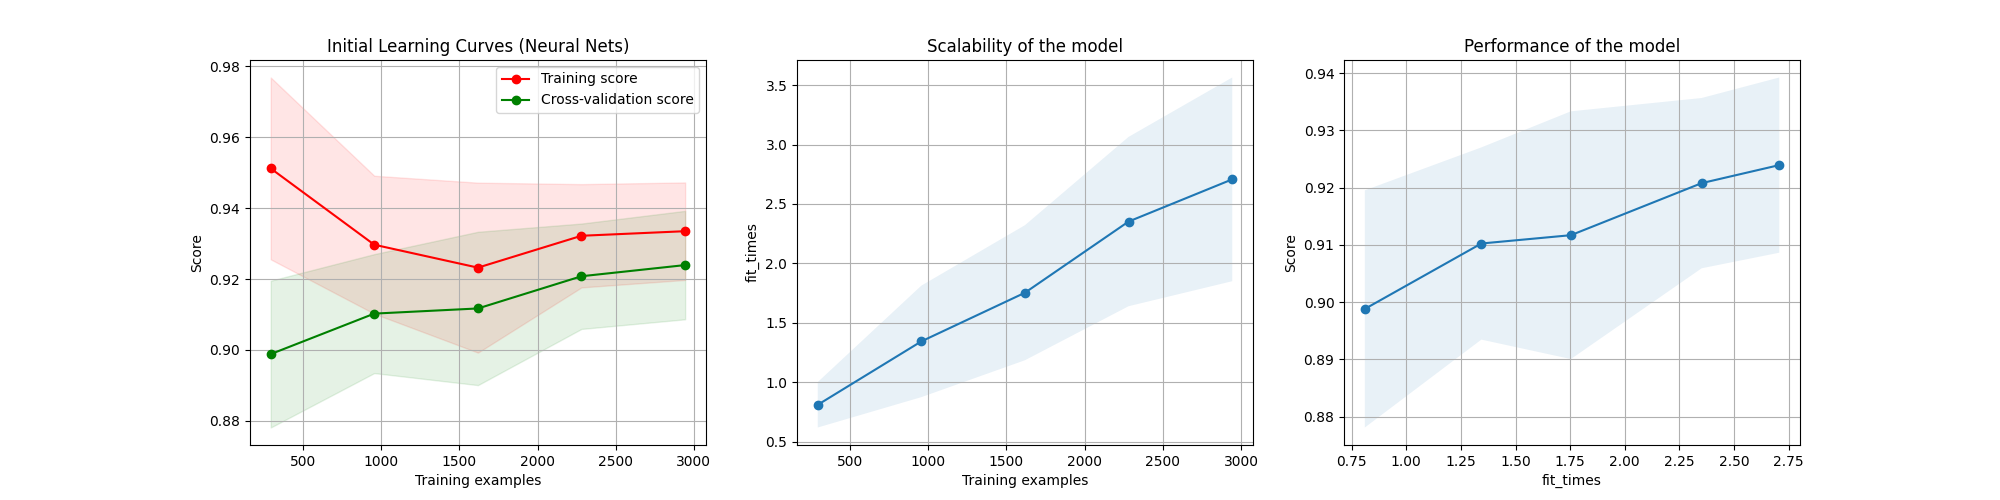 Initial Learning Curves (Neural Nets)
0.98
0.96
0.94
0.92
0.90
0.88
Score
Training score
Cross-validation score
500 1000 1500 2000 2500 3000
Training examples
Scalability of the model
3.5
3.0
2.5
2.0
1.5
1.0
0.5
fit_times
500 1000 1500 2000 2500 3000
Training examples
Performance of the model
0.94
0.93
0.92
0.91
0.90
0.89
0.88
Score
0.75 1.00 1.25 1.50 1.75 2.00 2.25 2.50 2.75
fit_times